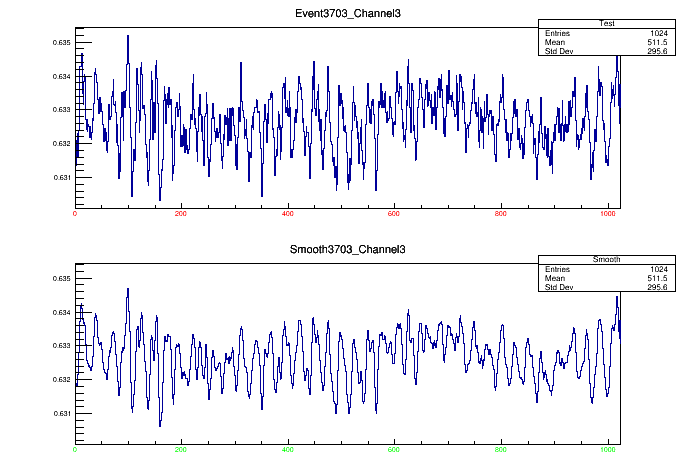 Event3703_Channel3
Test
Entries 1024
Mean 511.5
Std Dev 295.6
0.635
0.634
0.633
0.632
0.631
0 200 400 600 800 1000
Smooth3703_Channel3
Smooth
Entries 1024
Mean 511.5
Std Dev 295.6
0.635
0.634
0.633
0.632
0.631
0 200 400 600 800 1000